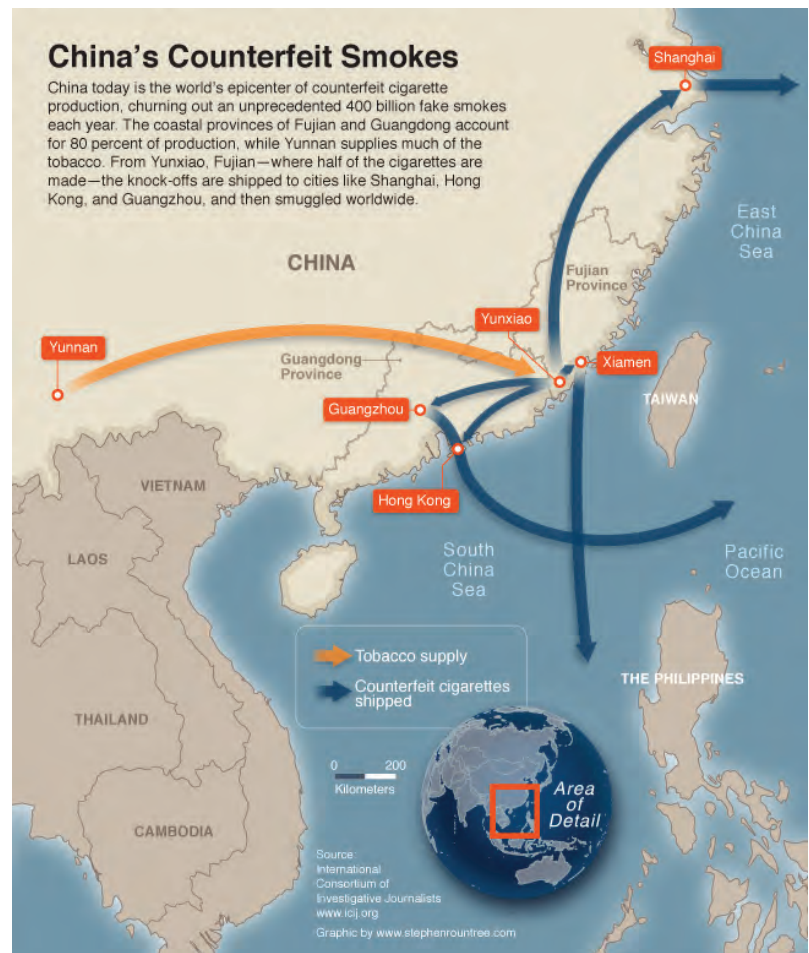 China's Counterfeit Smokes
China today is the world's epicenter of counterfeit cigarette
production, churning out an unprecedented 400 billion fake smokes
each year. The coastal provinces of Fujian and Guangdong account
for 80 percent of production, while Yunnan supplies much of the
tobacco. From Yunxiao, Fujian—where half of the cigarettes are
made—the knock-offs are shipped to cities like Shanghai, Hong
Kong, and Guangzhou, and then smuggled worldwide.
Shanghai
East
China
Sea
CHINA
Fujian
Province
Yunxiao
Yunnan
Guangdong
Province
Xiamen
Guangzhou
TAIWAN
Hong Kong
VIETNAM
LAOS
South
China
Sea
Pacific
Ocean
Tobacco supply
Counterfeit cigarettes
shipped
THE PHILIPPINES
THAILAND
0 200
Kilometers
Area
of
Detail
CAMBODIA
Source:
International
Consortium of
Investigative Journalists
www.icij.org
Graphic by www.stephenrountree.com